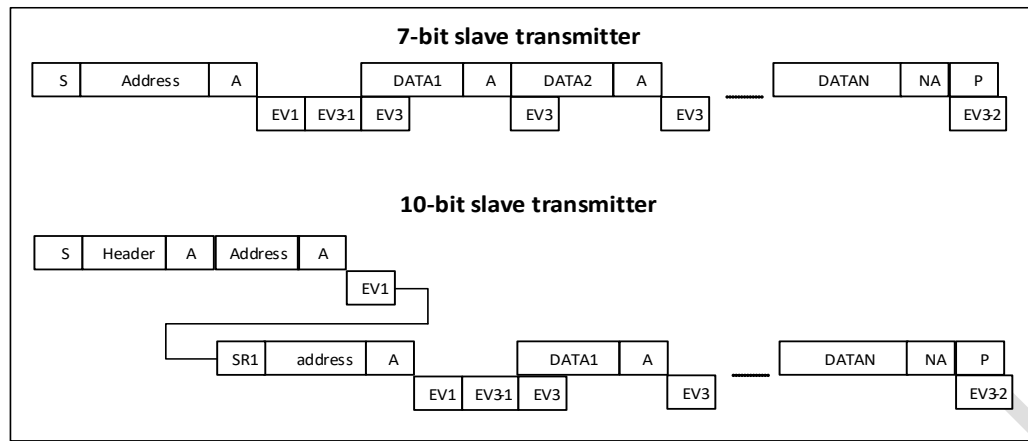 7-bit slave transmitter
S Address A DATA1 A DATA2 A DATAN NA P
EV1 EV3-1 EV3 EV3 EV3 EV3-2
10-bit slave transmitter
S Header A Address A
EV1
SR1 address A DATA1 A DATAN NA P
EV1 EV3-1 EV3 EV3 EV3-2